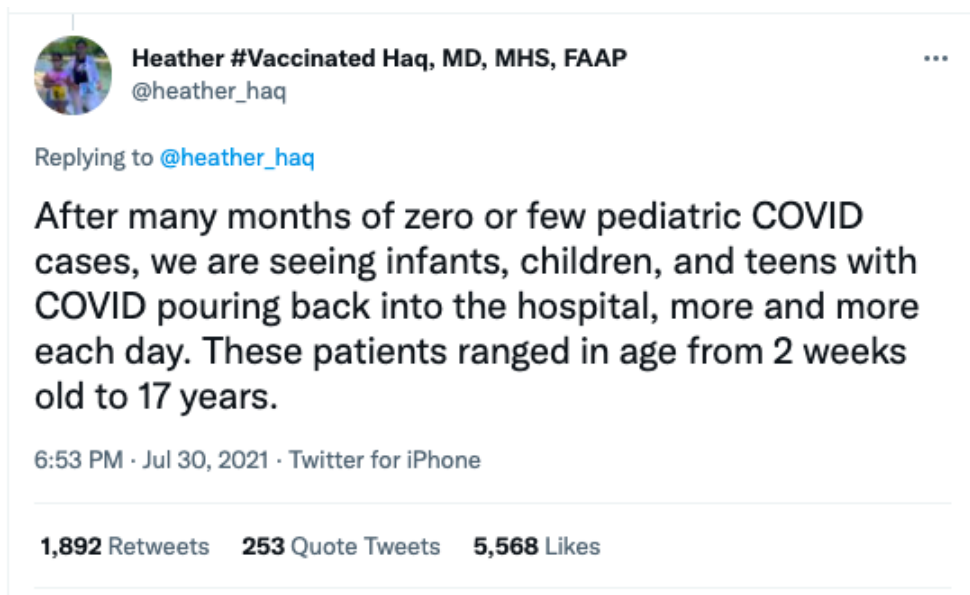 Heather #Vaccinated Haq, MD, MHS, FAAP
@heather_haq
Replying to @heather_haq
After many months of zero or few pediatric COVID
cases, we are seeing infants, children, and teens with
COVID pouring back into the hospital, more and more
each day. These patients ranged in age from 2 weeks
old to 17 years.
6:53 PM · Jul 30, 2021 · Twitter for iPhone
1,892 Retweets 253 Quote Tweets 5,568 Likes